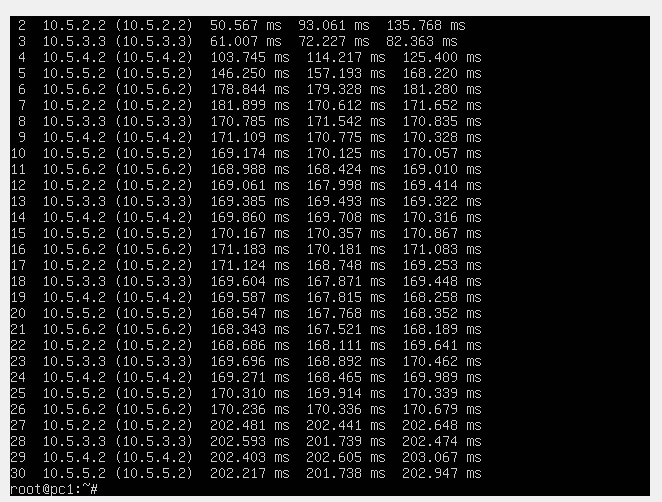 2 10.5.2.2 (10.5.2.2) 50.567 ms 93.061 ms 135.768 ms
3 10.5.3.3 (10.5.3.3) 61.007 ms 72.227 ms 82.363 ms
4 10.5.4.2 (10.5.4.2) 103.745 ms 114.217 ms 125.400 ms
5 10.5.5.2 (10.5.5.2) 146.250 ms 157.193 ms 168.220 ms
6 10.5.6.2 (10.5.6.2) 178.844 ms 179.328 ms 181.280 ms
7 10.5.2.2 (10.5.2.2) 181.899 ms 170.612 ms 171.652 ms
8 10.5.3.3 (10.5.3.3) 170.785 ms 171.542 ms 170.835 ms
9 10.5.4.2 (10.5.4.2) 171.109 ms 170.775 ms 170.328 ms
10 10.5.5.2 (10.5.5.2) 169.174 ms 170.125 ms 170.057 ms
11 10.5.6.2 (10.5.6.2) 168.988 ms 168.424 ms 169.010 ms
12 10.5.2.2 (10.5.2.2) 169.061 ms 167.998 ms 169.414 ms
13 10.5.3.3 (10.5.3.3) 169.385 ms 169.493 ms 169.322 ms
14 10.5.4.2 (10.5.4.2) 169.860 ms 169.708 ms 170.316 ms
15 10.5.5.2 (10.5.5.2) 170.167 ms 170.357 ms 170.867 ms
16 10.5.6.2 (10.5.6.2) 171.183 ms 170.181 ms 171.083 ms
17 10.5.2.2 (10.5.2.2) 171.124 ms 168.748 ms 169.253 ms
18 10.5.3.3 (10.5.3.3) 169.604 ms 167.871 ms 169.448 ms
19 10.5.4.2 (10.5.4.2) 169.587 ms 167.815 ms 168.258 ms
20 10.5.5.2 (10.5.5.2) 168.547 ms 167.768 ms 168.352 ms
21 10.5.6.2 (10.5.6.2) 168.343 ms 167.521 ms 168.189 ms
22 10.5.2.2 (10.5.2.2) 168.686 ms 168.111 ms 169.641 ms
23 10.5.3.3 (10.5.3.3) 169.696 ms 168.892 ms 170.462 ms
24 10.5.4.2 (10.5.4.2) 169.271 ms 168.465 ms 169.989 ms
25 10.5.5.2 (10.5.5.2) 170.310 ms 169.914 ms 170.339 ms
26 10.5.6.2 (10.5.6.2) 170.236 ms 170.336 ms 170.679 ms
27 10.5.2.2 (10.5.2.2) 202.481 ms 202.441 ms 202.648 ms
28 10.5.3.3 (10.5.3.3) 202.593 ms 201.739 ms 202.474 ms
29 10.5.4.2 (10.5.4.2) 202.403 ms 202.605 ms 203.067 ms
30 10.5.5.2 (10.5.5.2) 202.217 ms 201.738 ms 202.947 ms
root@pc1:~#